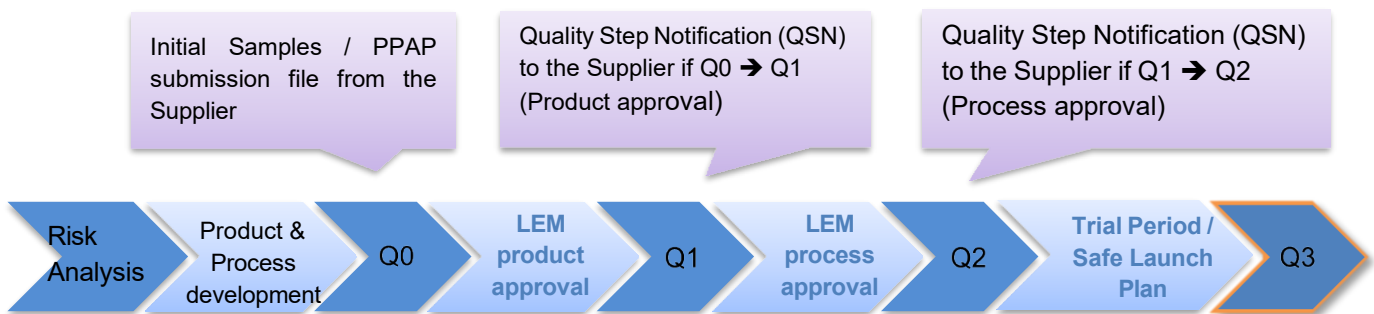 Initial Samples / PPAP
submission file from the
Supplier
Quality Step Notification (QSN)
to the Supplier if Q0 ➔ Q1
(Product approval)
Quality Step Notification (QSN)
to the Supplier if Q1 ➔ Q2
(Process approval)
Risk
Analysis
Product &
Process
development
Q0
LEM
product
approval
Q1
LEM
process
approval
Q2
Trial Period /
Safe Launch
Plan
Q3